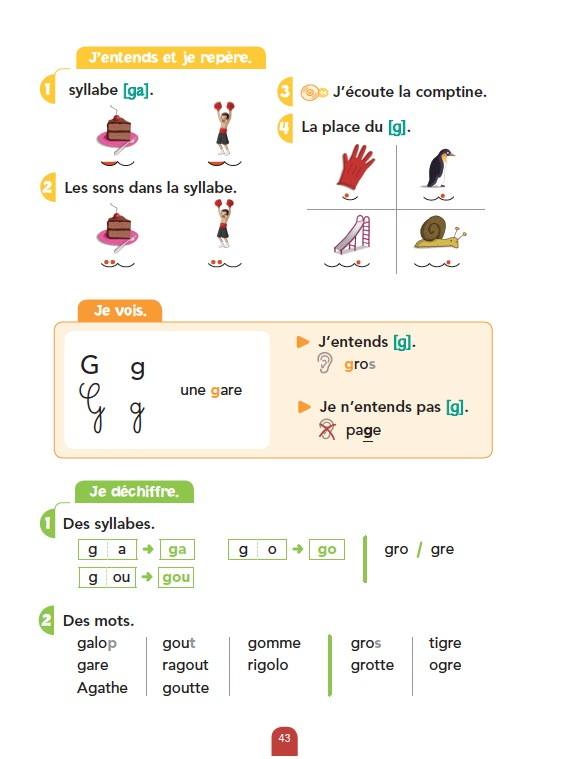 J'entends et je repère.
1 syllabe [ga].
2 Les sons dans la syllabe.
3 J'écoute la comptine.
4 La place du [g].
Je vois.
G g
G g
une gare
J'entends [g].
gros
Je n'entends pas [g].
page
Je déchiffre.
1 Des syllabes.
g a → ga
g o → go
gro / gre
g ou → gou
2 Des mots.
galop gout gomme gros tigre
gare ragout rigolo grotte ogre
Agathe goutte
43